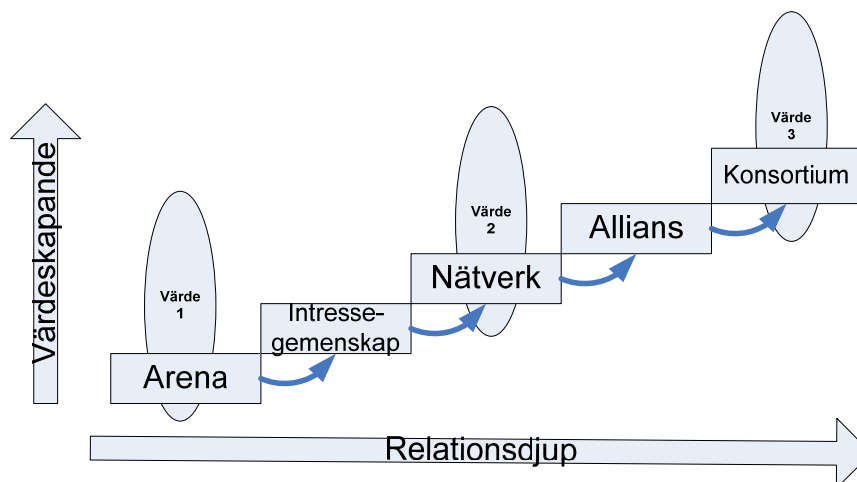 Värde
3
Konsortium
Värde
2
Allians
Nätverk
Värde
1
Intresse-
gemenskap
Arena
Värdeskapande
Relationsdjup